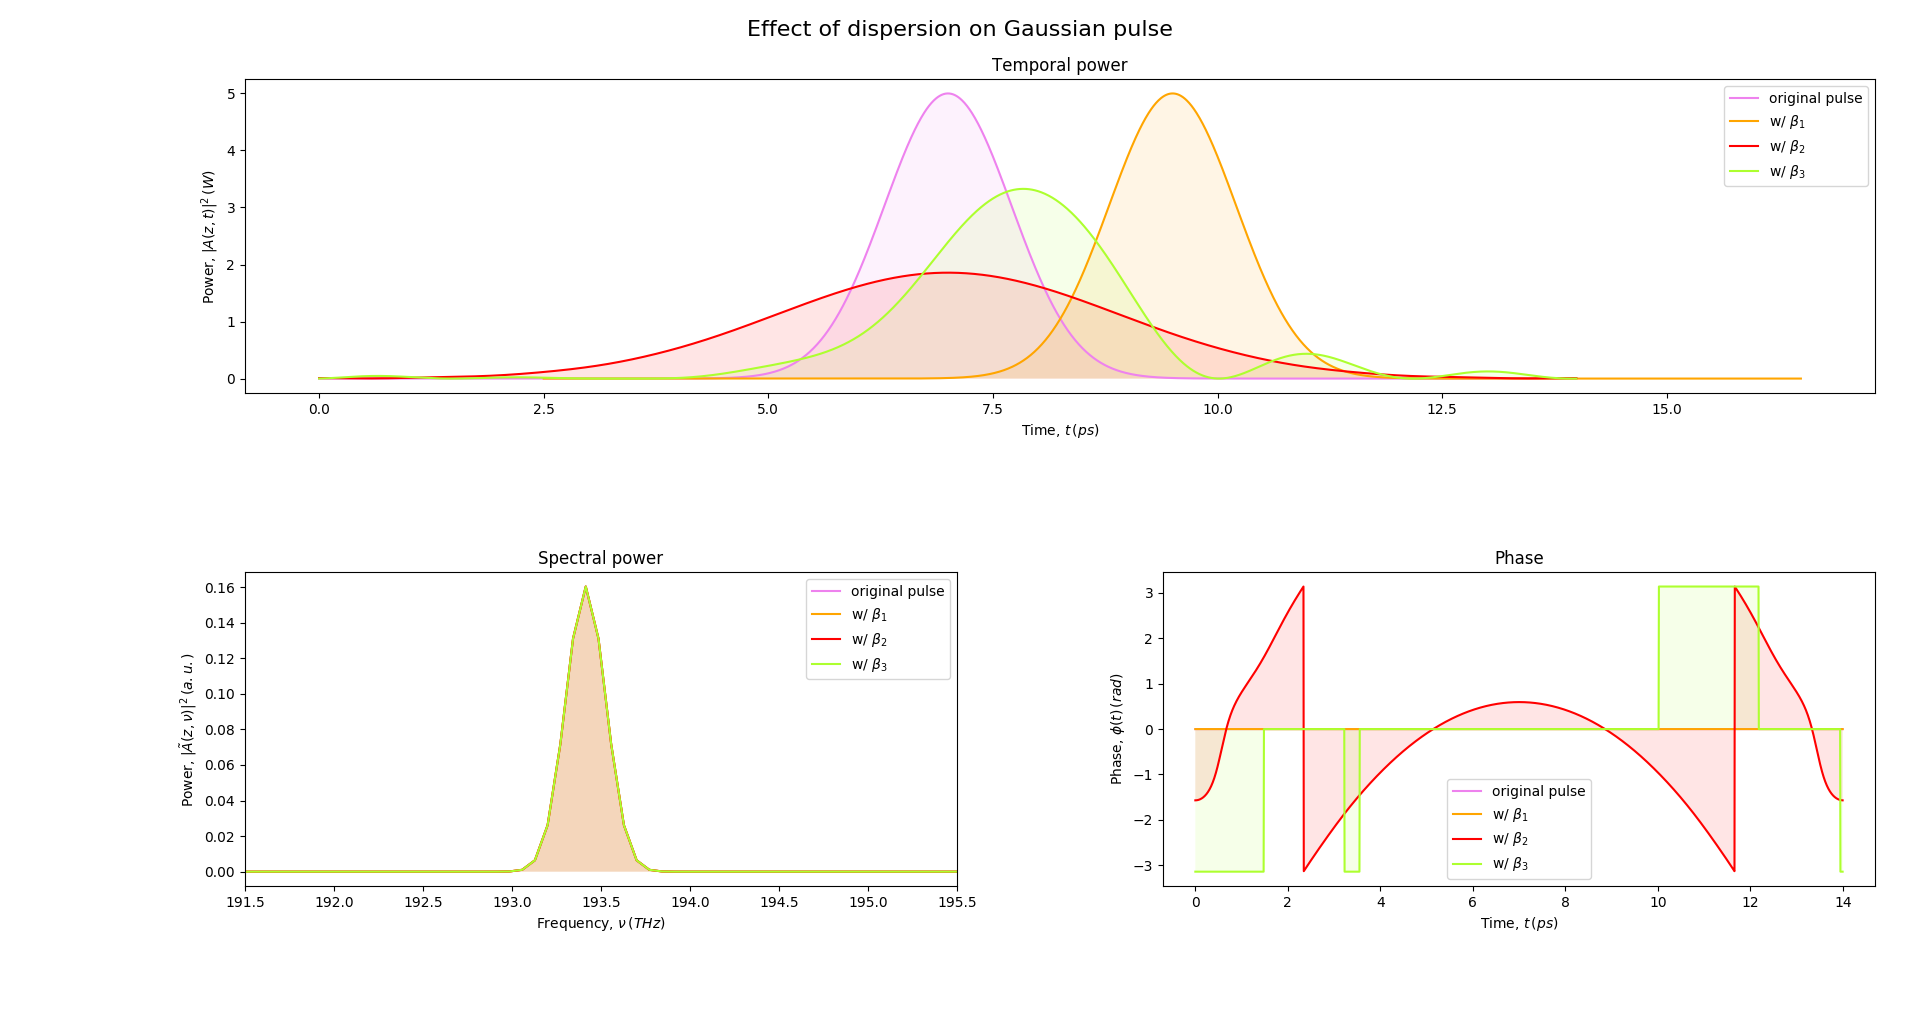 Effect of dispersion on Gaussian pulse
Temporal power
Power, |A(z, t)|² (W)
5
4
3
2
1
0
original pulse
w/ β₁
w/ β₂
w/ β₃
0.0 2.5 5.0 7.5 10.0 12.5 15.0
Time, t (ps)
Spectral power
Power, |Ã(z, ν)|² (a. u.)
0.16
0.14
0.12
0.10
0.08
0.06
0.04
0.02
0.00
original pulse
w/ β₁
w/ β₂
w/ β₃
191.5 192.0 192.5 193.0 193.5 194.0 194.5 195.0 195.5
Frequency, ν (THz)
Phase
Phase, ϕ(t) (rad)
3
2
1
0
−1
−2
−3
original pulse
w/ β₁
w/ β₂
w/ β₃
0 2 4 6 8 10 12 14
Time, t (ps)